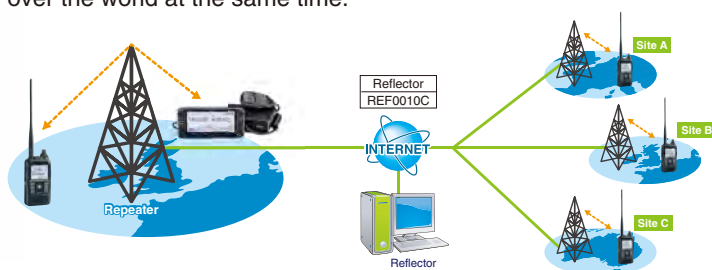 over the world at the same time.
Site A
Reflector
REF0010C
Site B
INTERNET
Repeater
Site C
Reflector